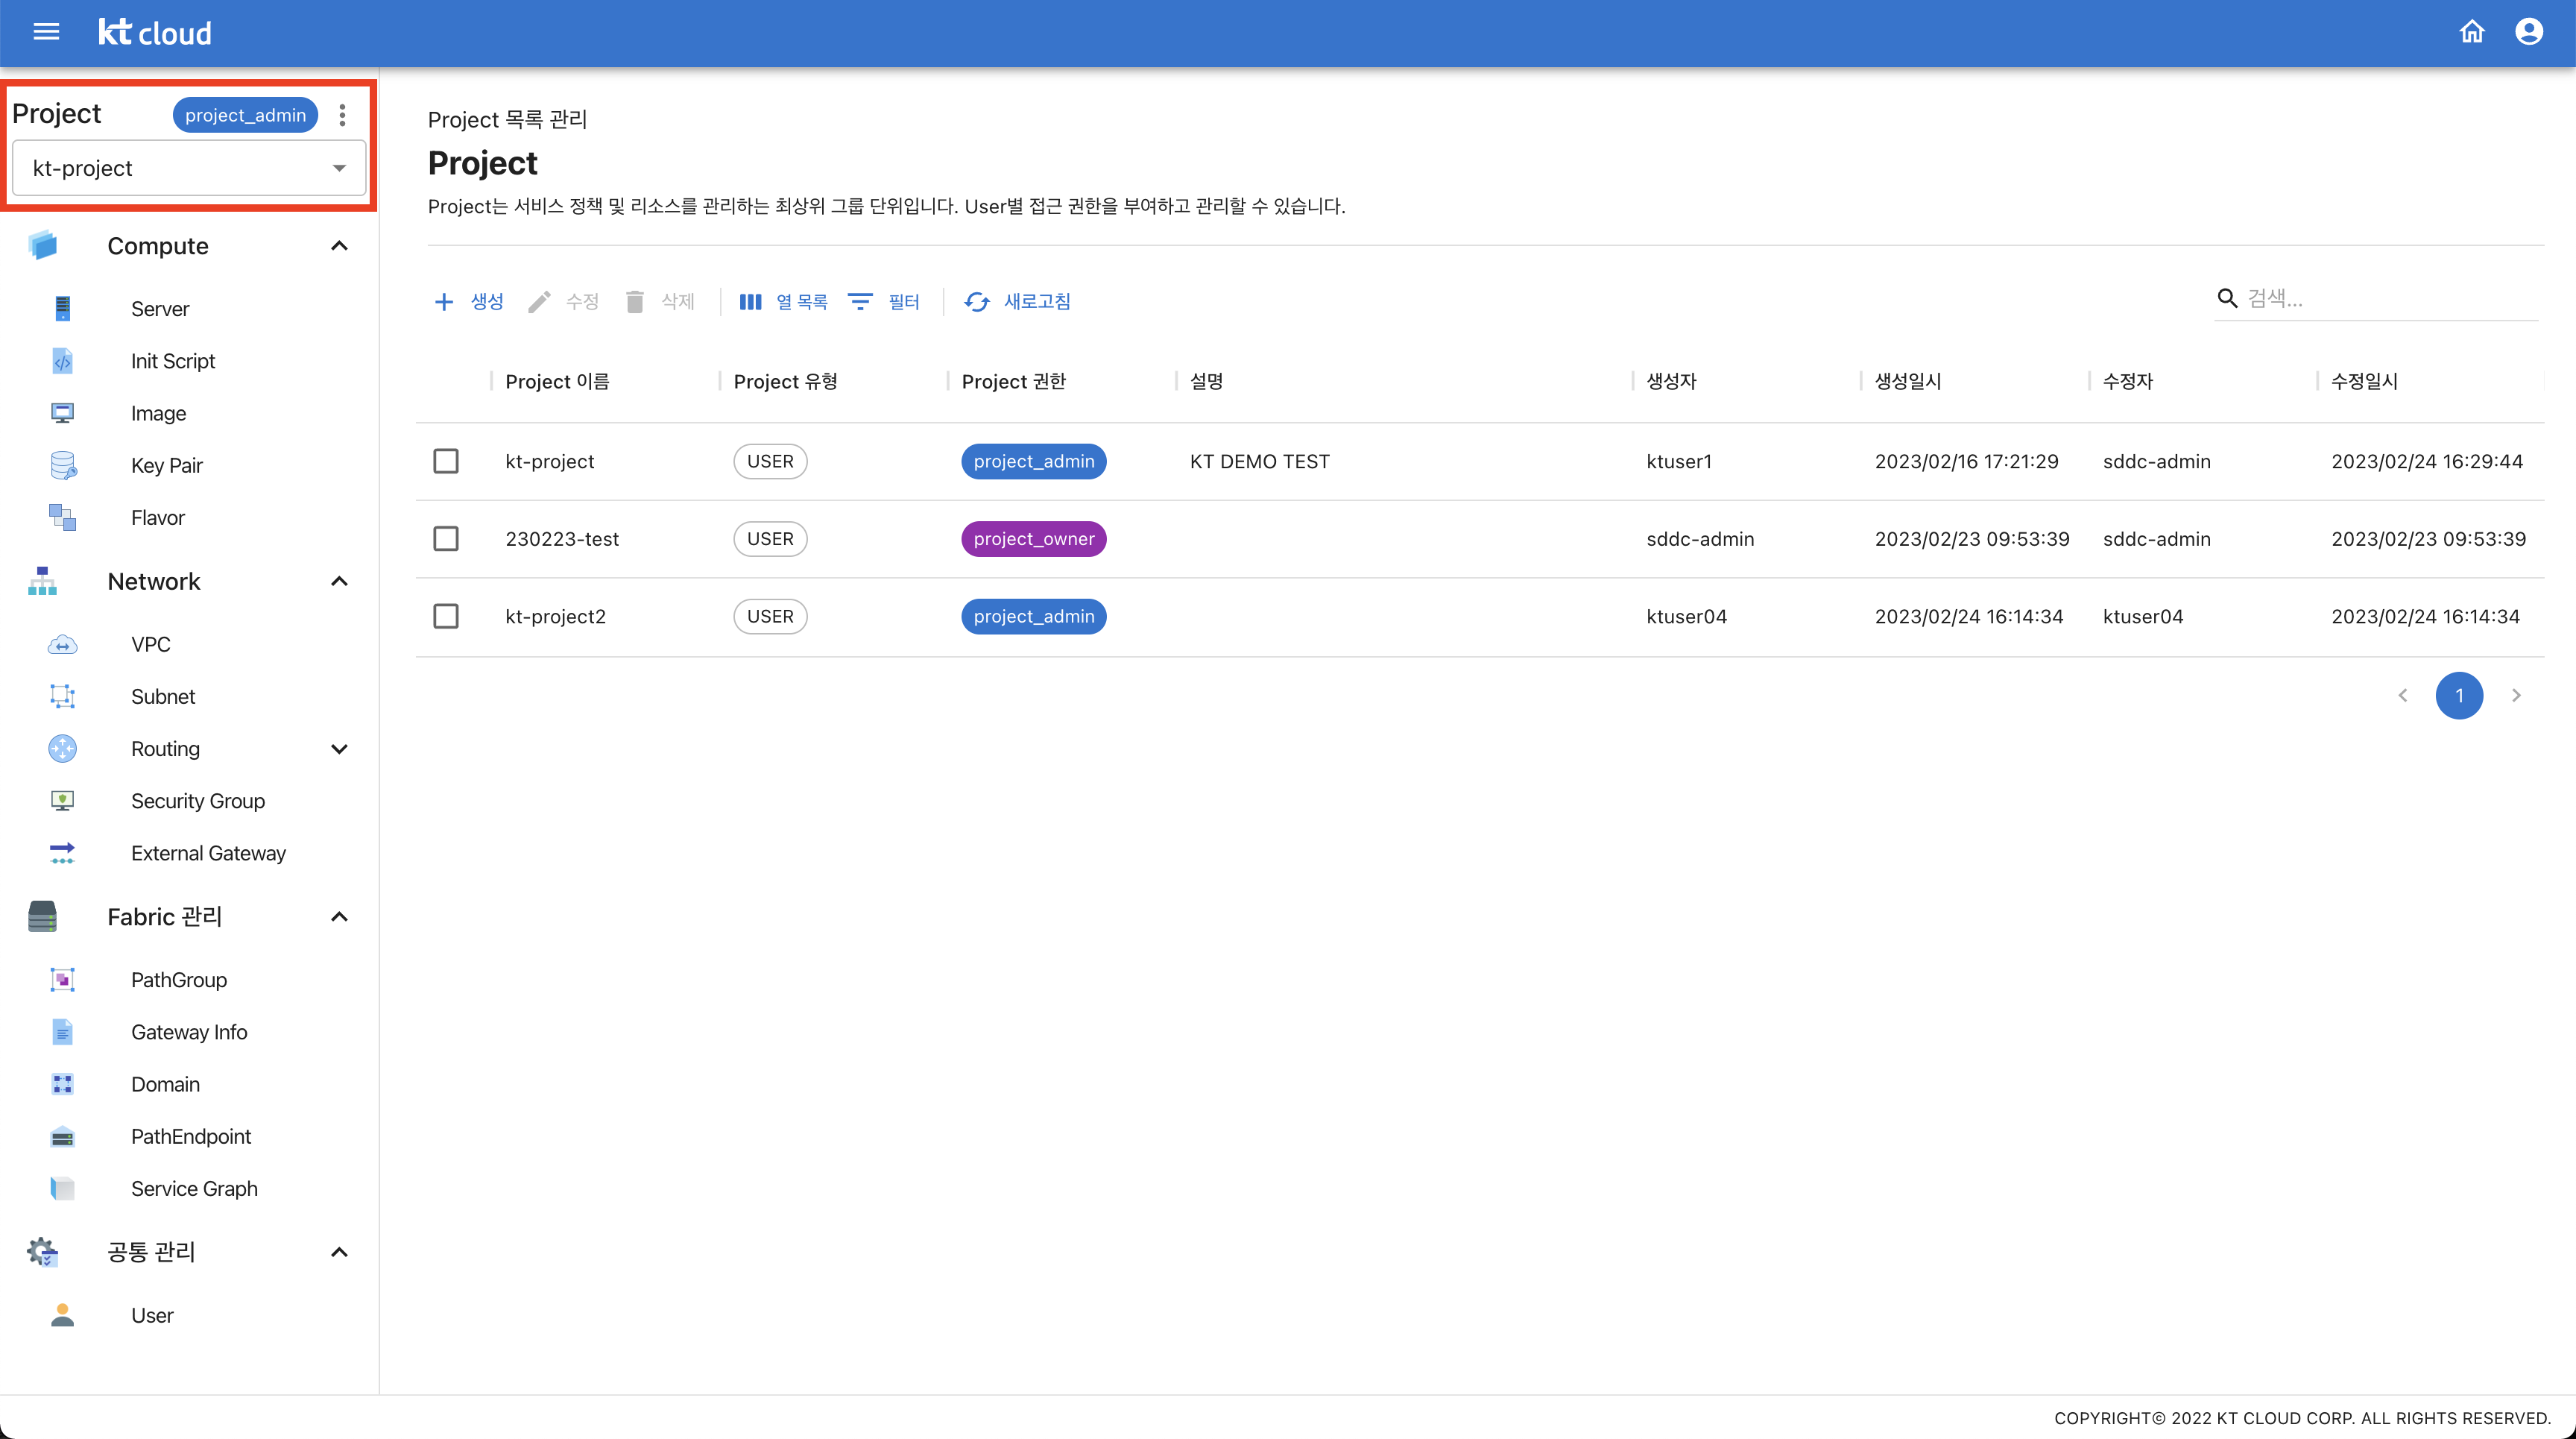 kt cloud
Project
project_admin
kt-project
Compute
Server
Init Script
Image
Key Pair
Flavor
Network
VPC
Subnet
Routing
Security Group
External Gateway
Fabric 관리
PathGroup
Gateway Info
Domain
PathEndpoint
Service Graph
공통 관리
User
Project 목록 관리
Project
Project는 서비스 정책 및 리소스를 관리하는 최상위 그룹 단위입니다. User별 접근 권한을 부여하고 관리할 수 있습니다.
생성 수정 삭제 열 목록 필터 새로고침 검색...
Project 이름 Project 유형 Project 권한 설명 생성자 생성일시 수정자 수정일시
kt-project USER project_admin KT DEMO TEST ktuser1 2023/02/16 17:21:29 sddc-admin 2023/02/24 16:29:44
230223-test USER project_owner sddc-admin 2023/02/23 09:53:39 sddc-admin 2023/02/23 09:53:39
kt-project2 USER project_admin ktuser04 2023/02/24 16:14:34 ktuser04 2023/02/24 16:14:34
1
COPYRIGHT© 2022 KT CLOUD CORP. ALL RIGHTS RESERVED.